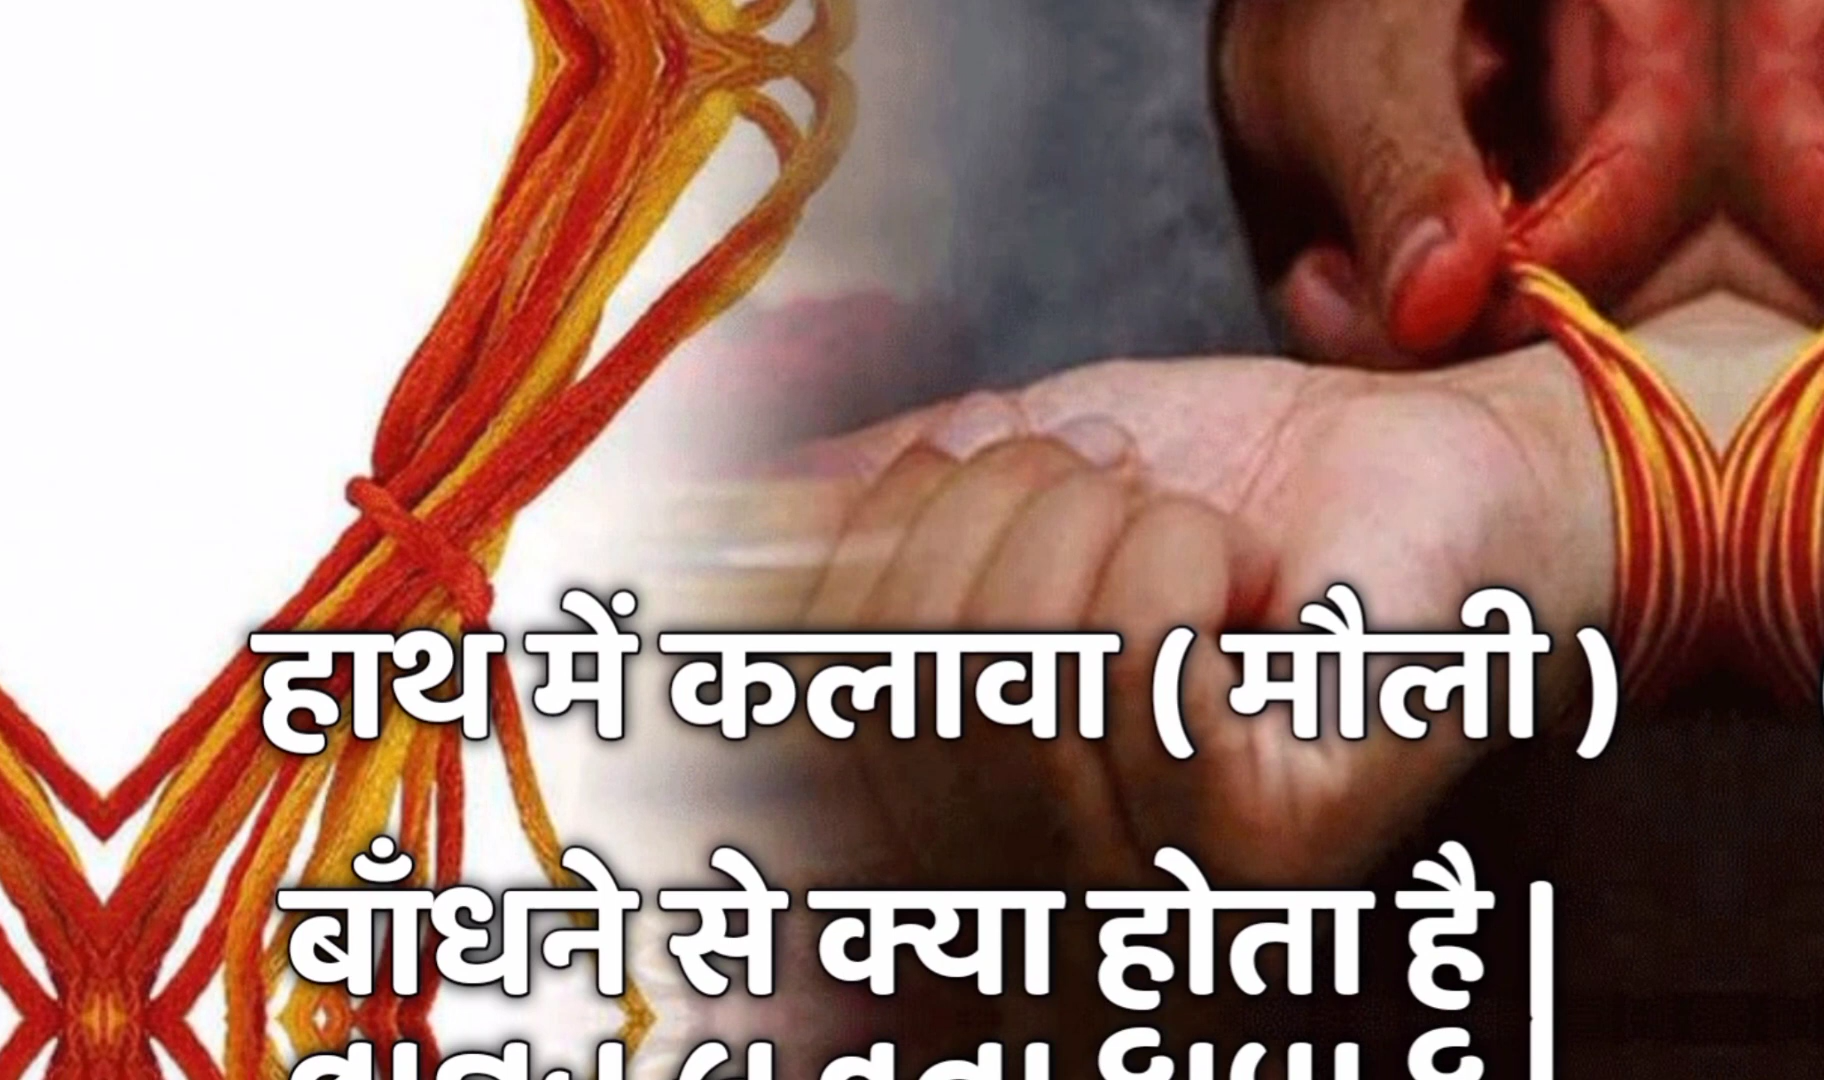 हाथ में कलावा ( मौली )
बाँधने से क्या होता है |